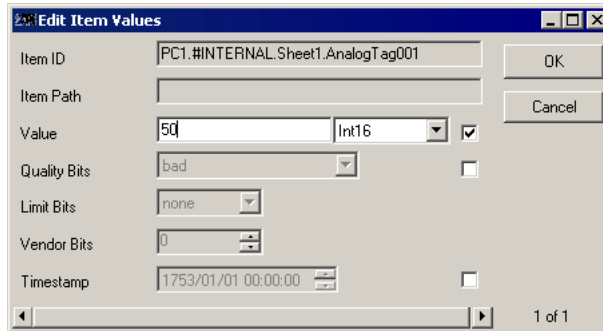 Edit Item Values
Item ID PC1.#INTERNAL.Sheet1.AnalogTag001 OK
Item Path
Cancel
Value 50 Int16
Quality Bits bad
Limit Bits none
Vendor Bits 0
Timestamp 1753/01/01 00:00:00
1 of 1